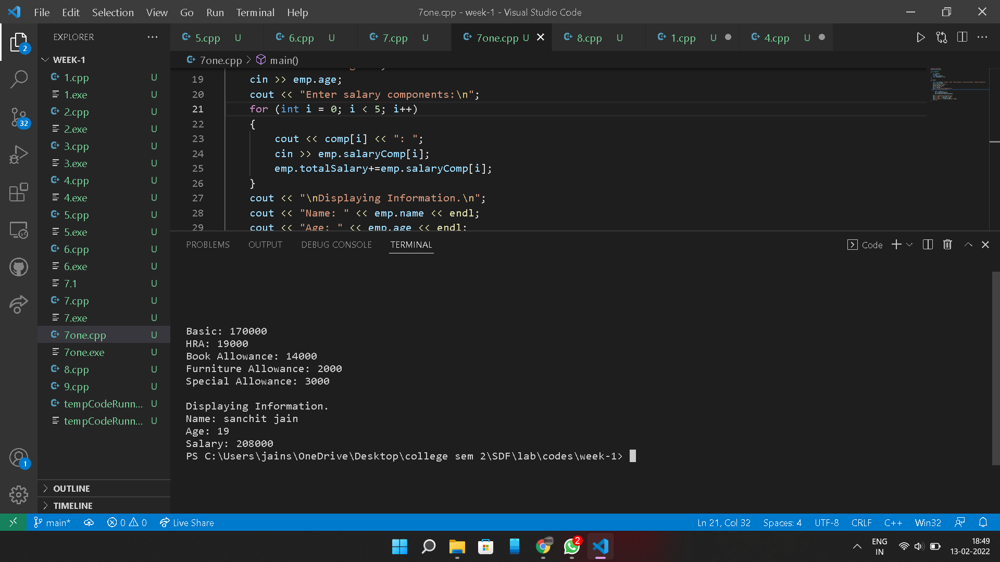 File Edit Selection View Go Run Terminal Help
7one.cpp - week-1 - Visual Studio Code
EXPLORER
5.cpp U
6.cpp U
7.cpp U
7one.cpp U
8.cpp U
1.cpp U
4.cpp U
7one.cpp > main()
WEEK-1
1.cpp U
1.exe U
2.cpp U
2.exe U
3.cpp U
3.exe U
4.cpp U
4.exe U
5.cpp U
5.exe U
6.cpp U
6.exe U
7.1 U
7.cpp U
7.exe U
7one.cpp U
7one.exe U
8.cpp U
9.cpp U
tempCodeRunn... U
tempCodeRunn... U
OUTLINE
TIMELINE
2
32
1
19 cin >> emp.age;
20 cout << "Enter salary components:\n";
21 for (int i = 0; i < 5; i++)
22 {
23 cout << comp[i] << ": ";
24 cin >> emp.salaryComp[i];
25 emp.totalSalary+=emp.salaryComp[i];
26 }
27 cout << "\nDisplaying Information.\n";
28 cout << "Name: " << emp.name << endl;
29 cout << "Age: " << emp.age << endl;
PROBLEMS OUTPUT DEBUG CONSOLE TERMINAL
Code
Basic: 170000
HRA: 19000
Book Allowance: 14000
Furniture Allowance: 2000
Special Allowance: 3000
Displaying Information.
Name: sanchit jain
Age: 19
Salary: 208000
PS C:\Users\jains\OneDrive\Desktop\college sem 2\SDF\lab\codes\week-1>
main* 0 0 Live Share
Ln 21, Col 32 Spaces: 4 UTF-8 CRLF C++ Win32
2
ENG
IN
18:49
13-02-2022